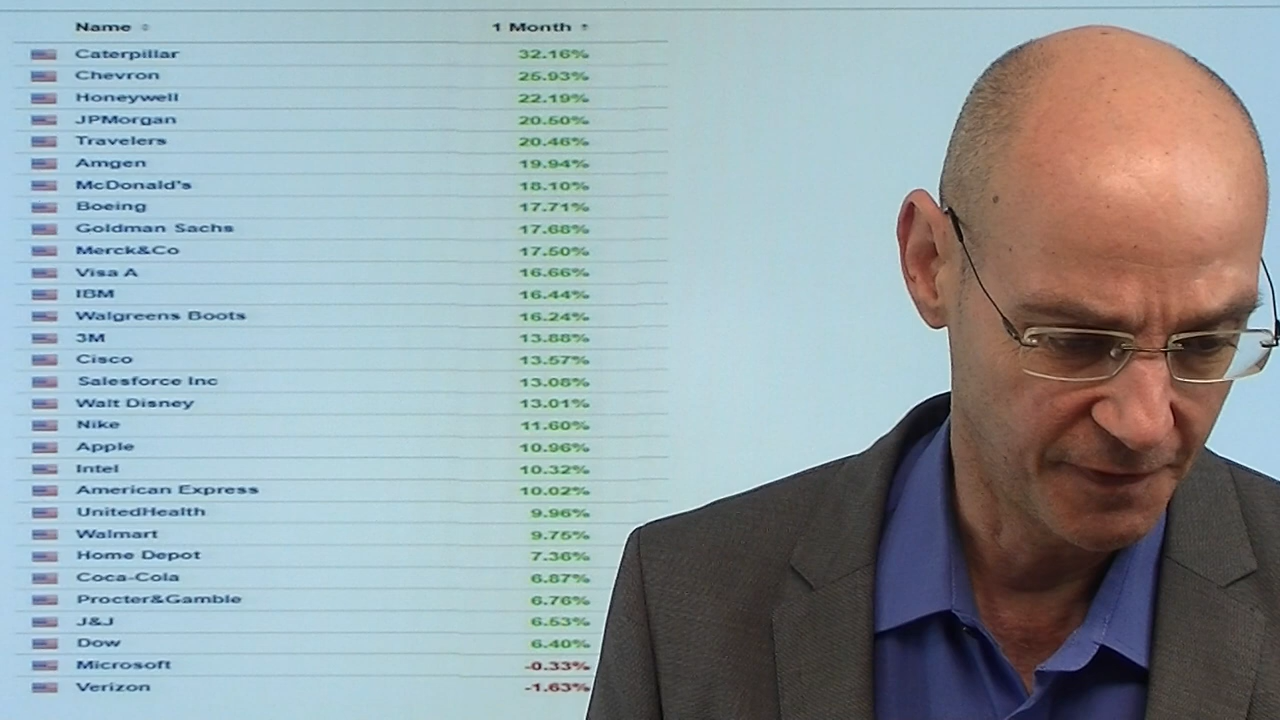 Name 1 Month
Caterpillar 32.16%
Chevron 25.93%
Honeywell 22.19%
JPMorgan 20.50%
Travelers 20.46%
Amgen 19.94%
McDonald's 18.10%
Boeing 17.71%
Goldman Sachs 17.68%
Merck&Co 17.50%
Visa A 16.66%
IBM 16.44%
Walgreens Boots 16.24%
3M 13.88%
Cisco 13.57%
Salesforce Inc 13.08%
Walt Disney 13.01%
Nike 11.60%
Apple 10.96%
Intel 10.32%
American Express 10.02%
UnitedHealth 9.96%
Walmart 9.75%
Home Depot 7.36%
Coca-Cola 6.87%
Procter&Gamble 6.76%
J&J 6.53%
Dow 6.40%
Microsoft -0.33%
Verizon -1.63%